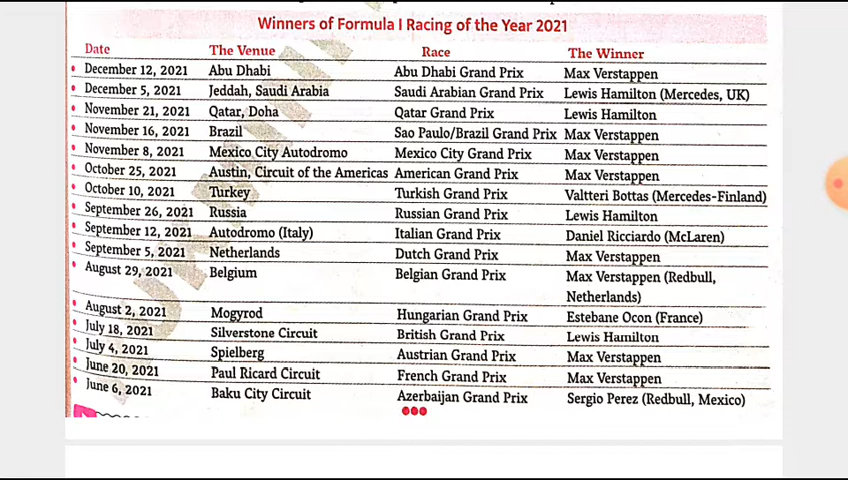 Winners of Formula I Racing of the Year 2021
Date The Venue Race The Winner
• December 12, 2021 Abu Dhabi Abu Dhabi Grand Prix Max Verstappen
• December 5, 2021 Jeddah, Saudi Arabia Saudi Arabian Grand Prix Lewis Hamilton (Mercedes, UK)
• November 21, 2021 Qatar, Doha Qatar Grand Prix Lewis Hamilton
• November 16, 2021 Brazil Sao Paulo/Brazil Grand Prix Max Verstappen
• November 8, 2021 Mexico City Autodromo Mexico City Grand Prix Max Verstappen
• October 25, 2021 Austin, Circuit of the Americas American Grand Prix Max Verstappen
• October 10, 2021 Turkey Turkish Grand Prix Valtteri Bottas (Mercedes-Finland)
• September 26, 2021 Russia Russian Grand Prix Lewis Hamilton
• September 12, 2021 Autodromo (Italy) Italian Grand Prix Daniel Ricciardo (McLaren)
• September 5, 2021 Netherlands Dutch Grand Prix Max Verstappen
• August 29, 2021 Belgium Belgian Grand Prix Max Verstappen (Redbull,
Netherlands)
• August 2, 2021 Mogyrod Hungarian Grand Prix Estebane Ocon (France)
• July 18, 2021 Silverstone Circuit British Grand Prix Lewis Hamilton
• July 4, 2021 Spielberg Austrian Grand Prix Max Verstappen
• June 20, 2021 Paul Ricard Circuit French Grand Prix Max Verstappen
• June 6, 2021 Baku City Circuit Azerbaijan Grand Prix Sergio Perez (Redbull, Mexico)